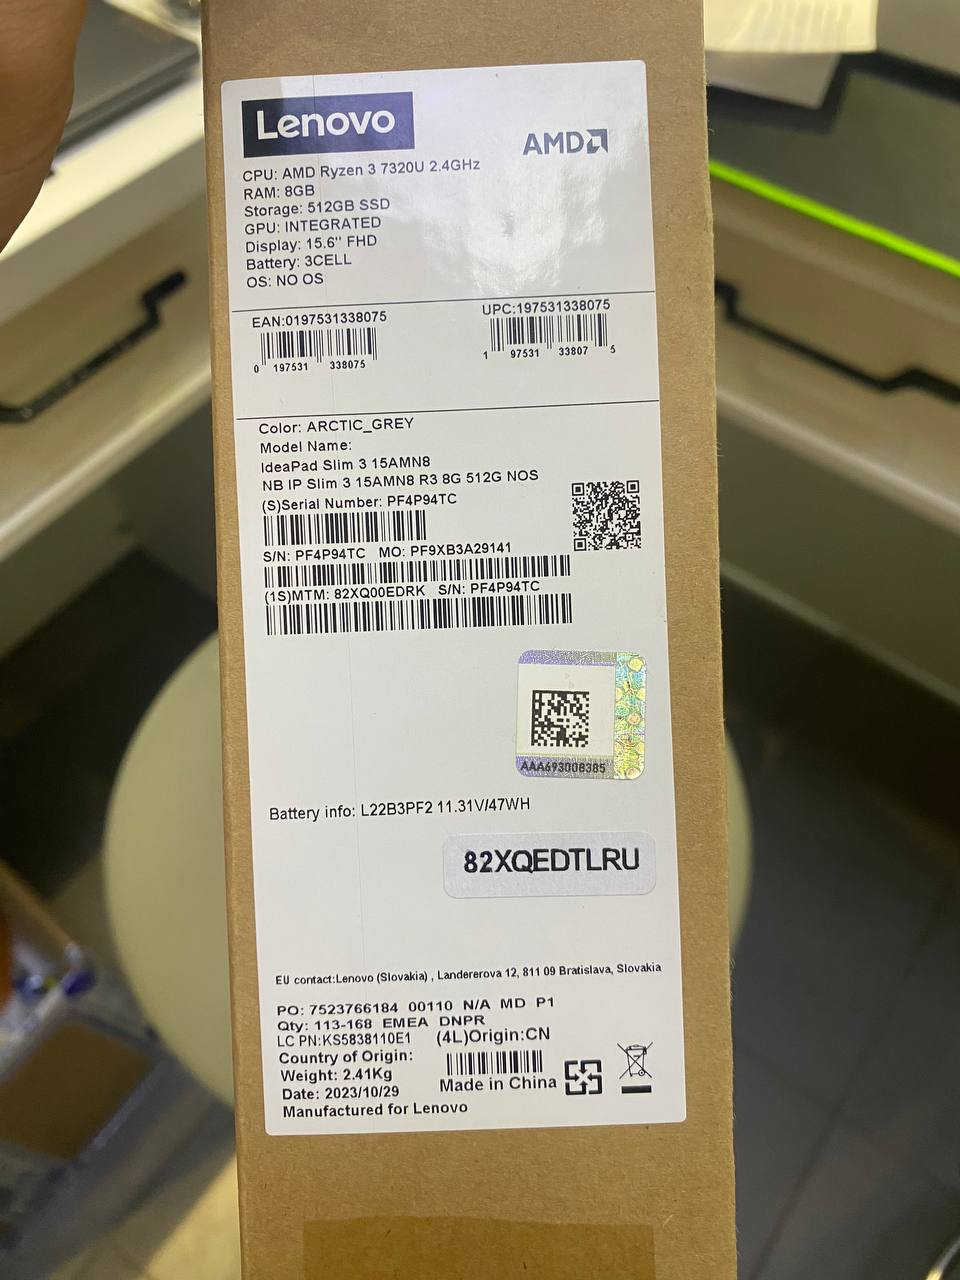 Lenovo
AMD
CPU: AMD Ryzen 3 7320U 2.4GHz
RAM: 8GB
Storage: 512GB SSD
GPU: INTEGRATED
Display: 15.6" FHD
Battery: 3CELL
OS: NO OS
EAN:0197531338075
UPC:197531338075
0 197531 338075
1 97531 33807 5
Color: ARCTIC_GREY
Model Name:
IdeaPad Slim 3 15AMN8
NB IP Slim 3 15AMN8 R3 8G 512G NOS
(S)Serial Number: PF4P94TC
S/N: PF4P94TC MO: PF9XB3A29141
(1S)MTM: 82XQ00EDRK S/N: PF4P94TC
AAA693008385
Battery info: L22B3PF2 11.31V/47WH
82XQEDTLRU
EU contact:Lenovo (Slovakia) , Landererova 12, 811 09 Bratislava, Slovakia
PO: 7523766184 00110 N/A MD P1
Qty: 113-168 EMEA DNPR
LC PN:KS5838110E1 (4L)Origin:CN
Country of Origin:
Weight: 2.41Kg
Made in China
Date: 2023/10/29
Manufactured for Lenovo